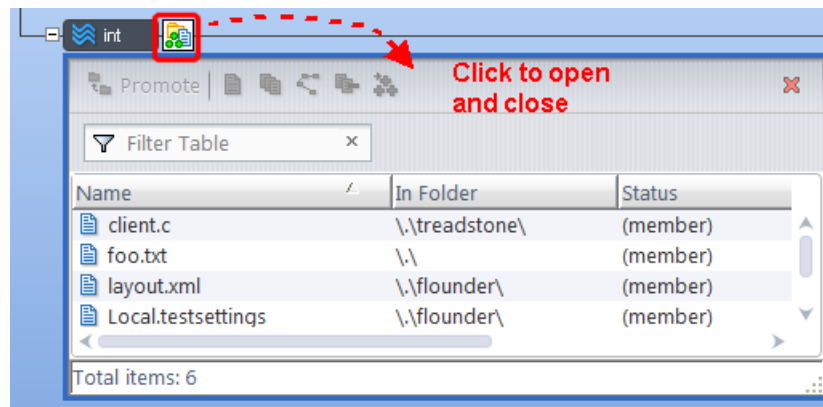 int
Click to open
and close
Promote
Filter Table
Name In Folder Status
client.c \.\treadstone\ (member)
foo.txt \.\ (member)
layout.xml \.\flounder\ (member)
Local.testsettings \.\flounder\ (member)
Total items: 6